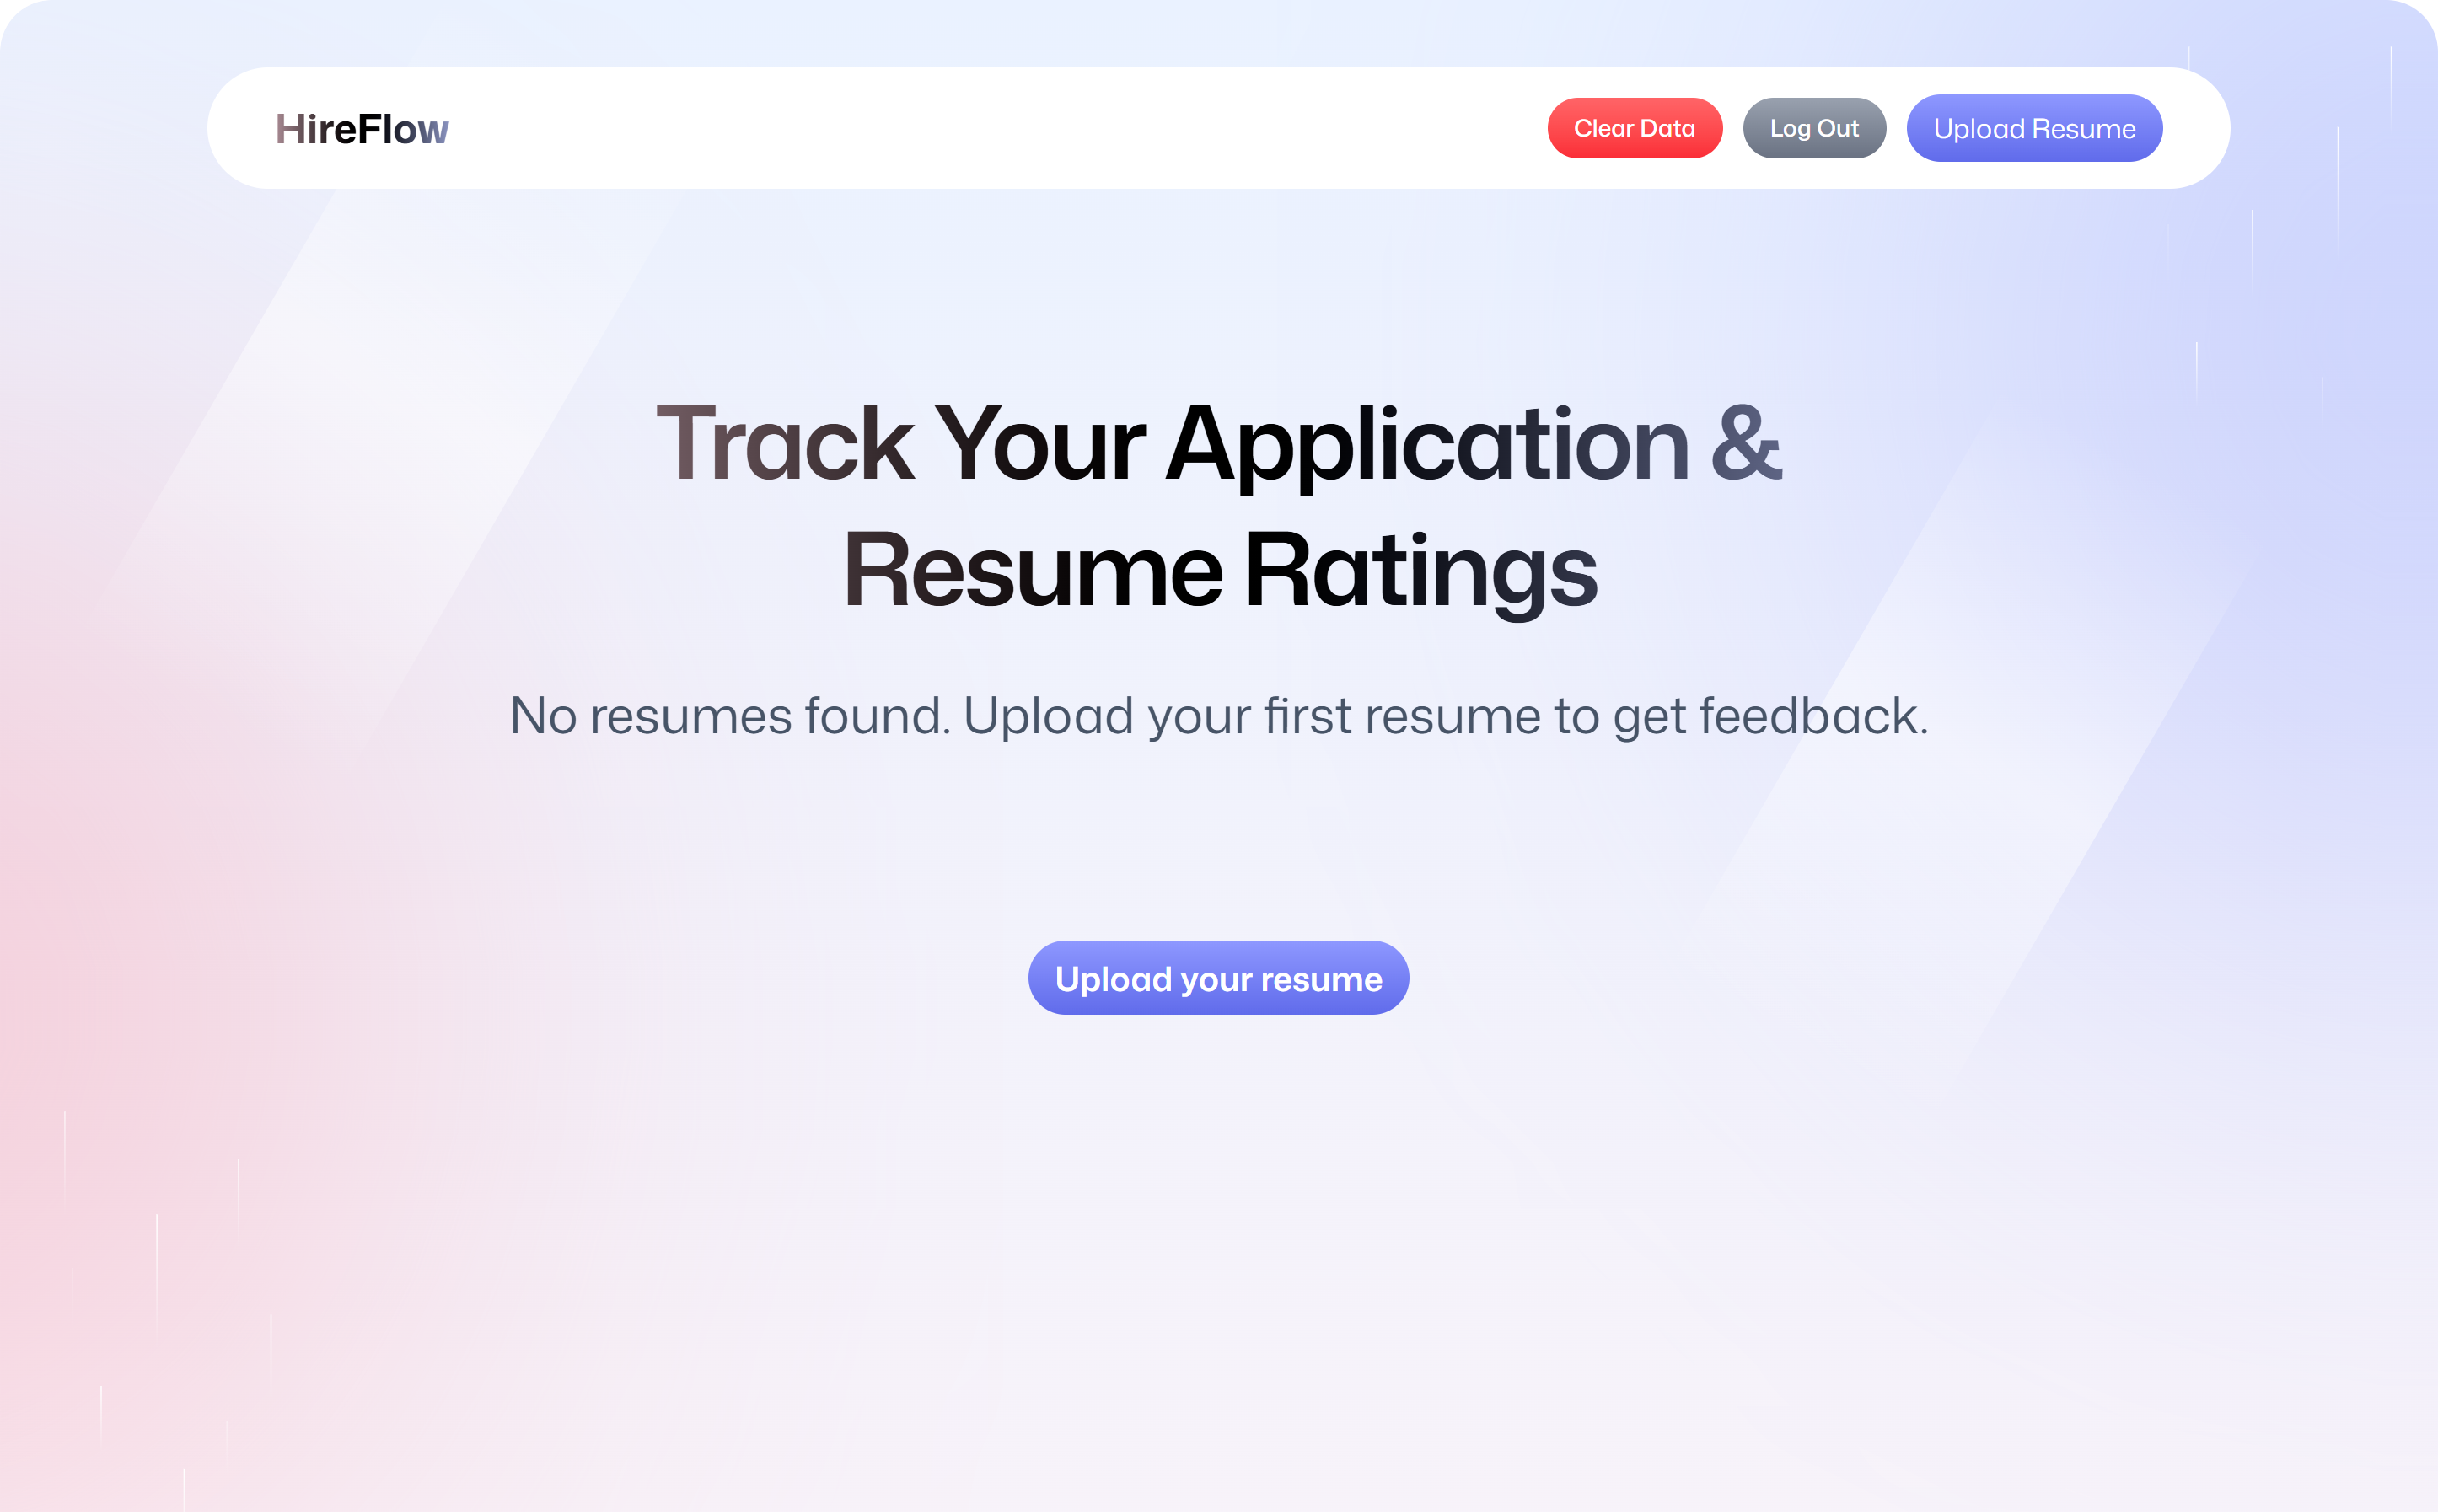 HireFlow
Clear Data
Log Out
Upload Resume
Track Your Application &
Resume Ratings
No resumes found. Upload your first resume to get feedback.
Upload your resume